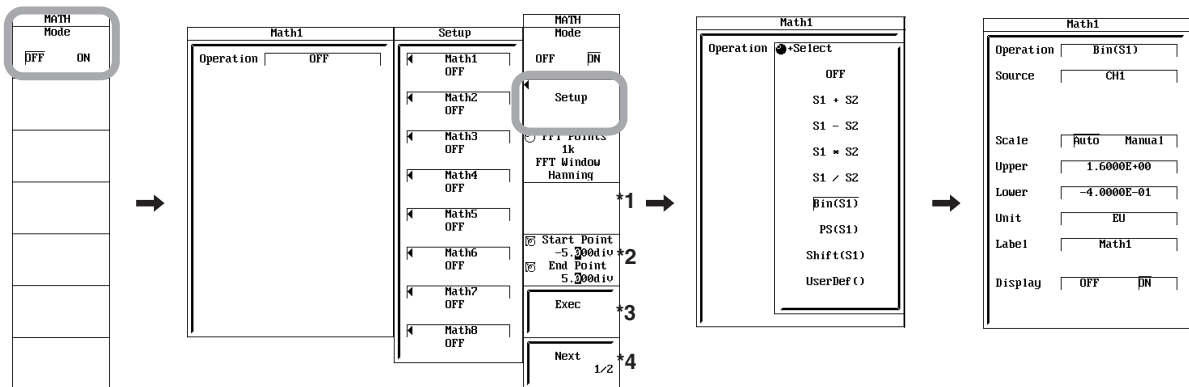 MATH
Mode
OFF ON
Math1
Operation OFF
Setup
Math1
OFF
Math2
OFF
Math3
OFF
Math4
OFF
Math5
OFF
Math6
OFF
Math7
OFF
Math8
OFF
MATH
Mode
OFF ON
Setup
FFT Points
1k
FFT Window
Hanning
*1
Start Point
-5.000div *2
End Point
5.000div
Exec
*3
Next *4
1/2
Math1
Operation +Select
OFF
S1 + S2
S1 - S2
S1 * S2
S1 / S2
Bin(S1)
PS(S1)
Shift(S1)
UserDef()
Math1
Operation Bin(S1)
Source CH1
Scale Auto Manual
Upper 1.6000E+00
Lower -4.0000E-01
Unit EU
Label Math1
Display OFF ON